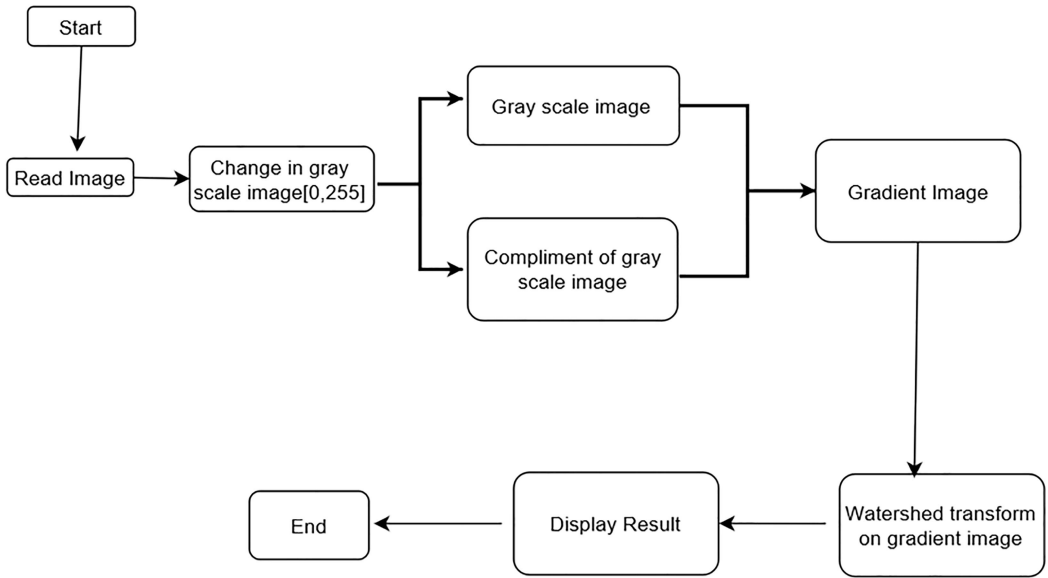 Start
Read Image
Change in gray
scale image[0,255]
Gray scale image
Compliment of gray
scale image
Gradient Image
Watershed transform
on gradient image
Display Result
End